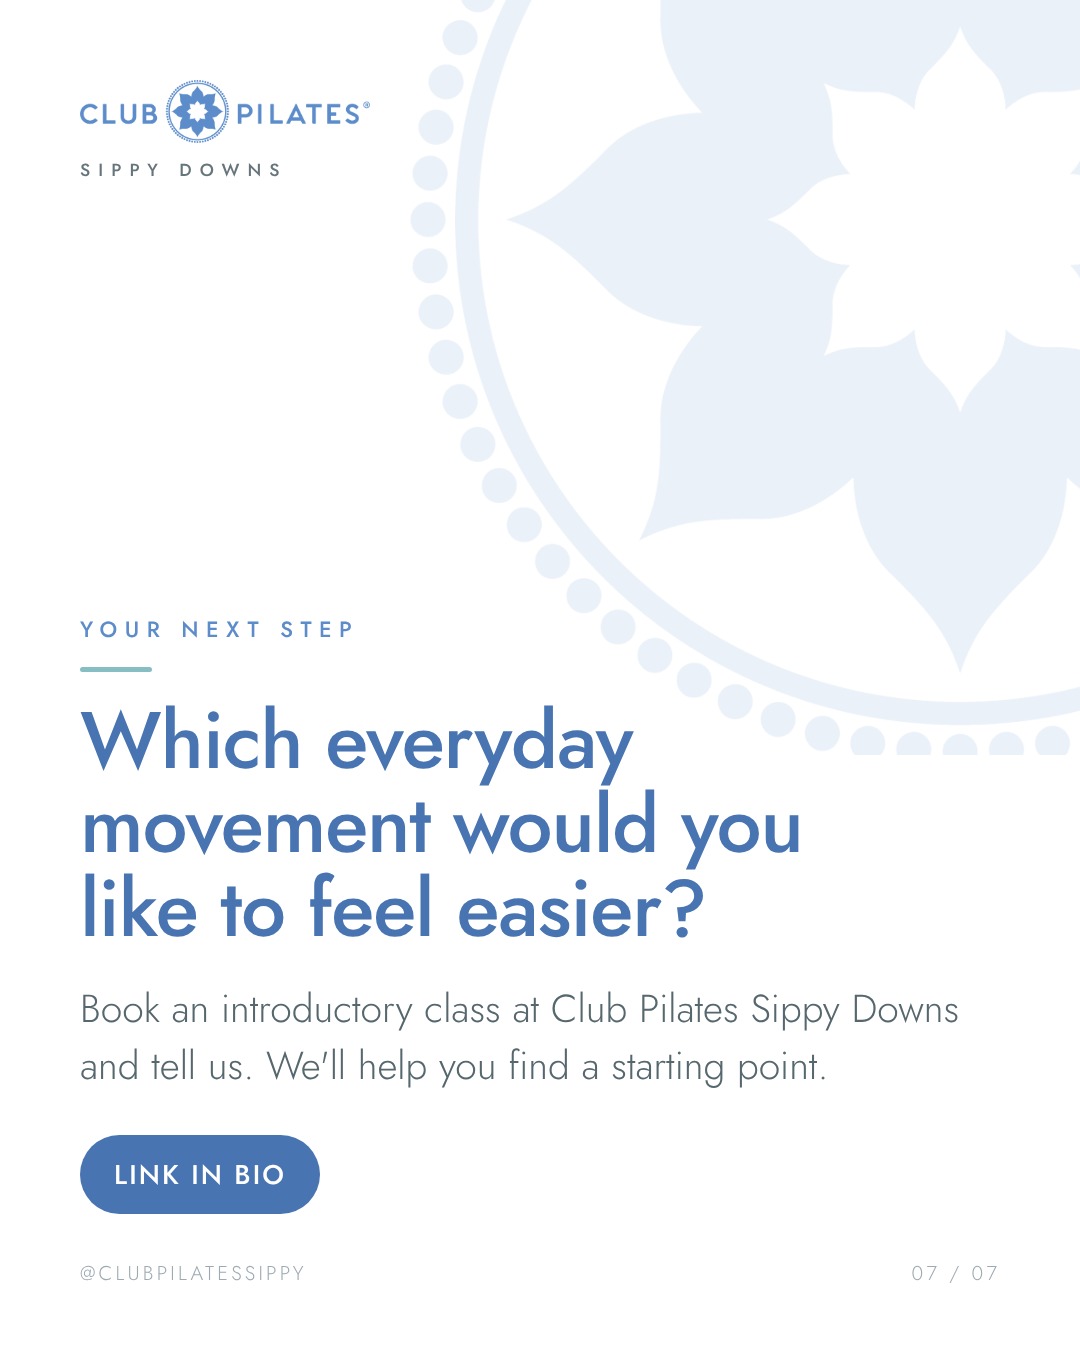 CLUB PILATES®
SIPPY DOWNS
YOUR NEXT STEP
Which everyday
movement would you
like to feel easier?
Book an introductory class at Club Pilates Sippy Downs
and tell us. We'll help you find a starting point.
LINK IN BIO
@CLUBPILATESSIPPY
07 / 07